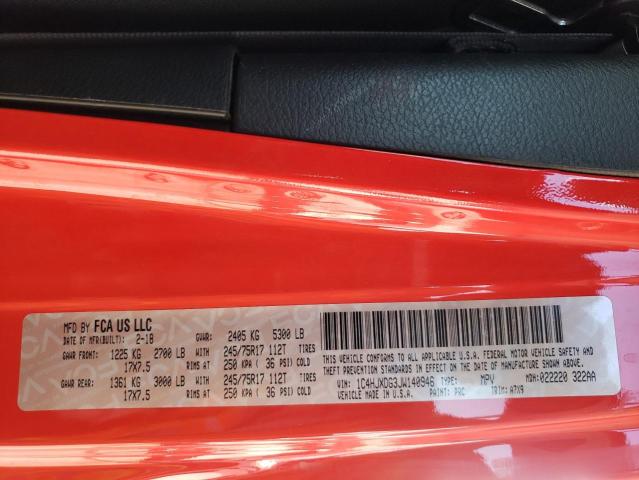 MFD BY FCA US LLC
DATE OF MFR(BUILT): 2-18 GVWR: 2405 KG 5300 LB
GAWR FRONT: 1225 KG 2700 LB WITH 245/75R17 112T TIRES
17X7.5 RIMS AT 250 KPA ( 36 PSI) COLD
GAWR REAR: 1361 KG 3000 LB WITH 245/75R17 112T TIRES
17X7.5 RIMS AT 250 KPA ( 36 PSI) COLD
THIS VEHICLE CONFORMS TO ALL APPLICABLE U.S.A. FEDERAL MOTOR VEHICLE SAFETY AND
THEFT PREVENTION STANDARDS IN EFFECT ON THE DATE OF MANUFACTURE SHOWN ABOVE.
VIN: 1C4HJXDG3JW140946 TYPE: MPV MDH:022220 322AA
MADE IN U.S.A. PAINT: PRC TRIM: A7X9